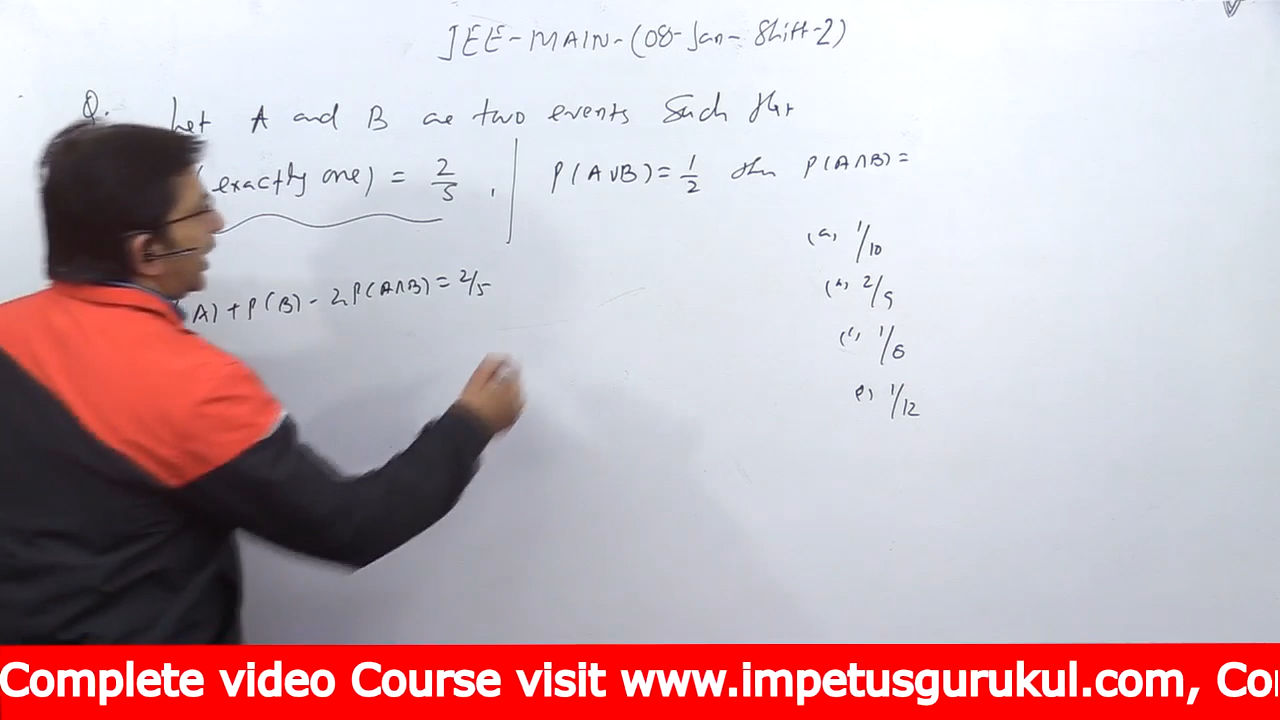 JEE-MAIN-(08-Jan-Shift-2)
Q. Let A and B are two events such that
(exactly one) = 2/5, P(A∪B) = 1/2 then P(A∩B) =
(a) 1/10
2/9
1/8
1/12
A) + P(B) - 2P(A∩B) = 2/5
Complete video Course visit www.impetusgurukul.com, Co